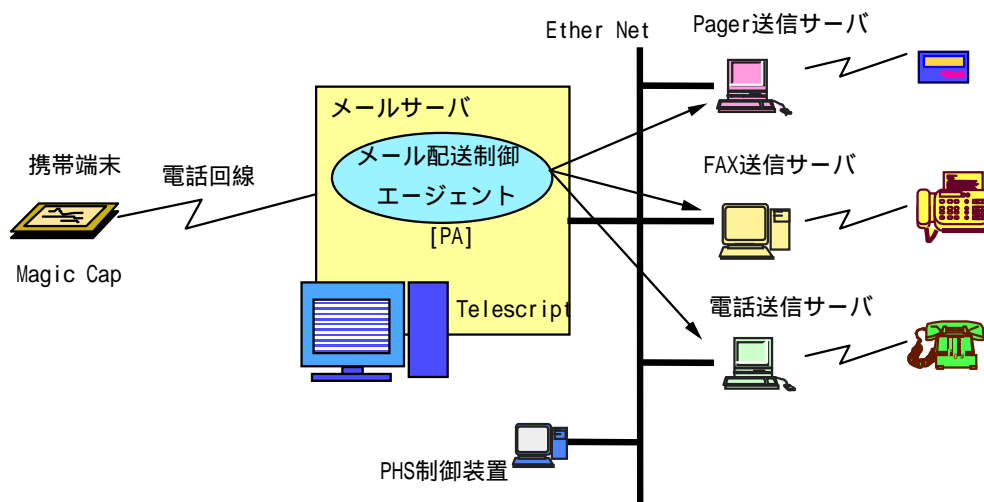 Ether Net
Pager送信サーバ
メールサーバ
メール配送制御
エージェント
[PA]
携帯端末
電話回線
FAX送信サーバ
Magic Cap
Telescript
電話送信サーバ
PHS制御装置